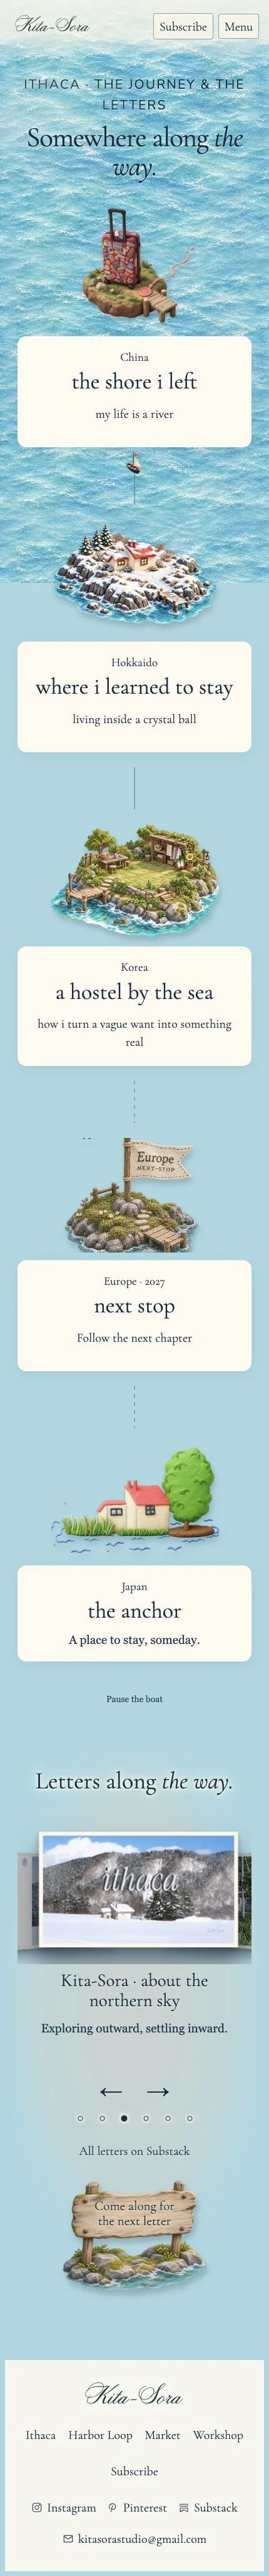 Kita-Sora
Subscribe
Menu
ITHACA · THE JOURNEY & THE
LETTERS
Somewhere along the
way.
China
the shore i left
my life is a river
Hokkaido
where i learned to stay
living inside a crystal ball
Korea
a hostel by the sea
how i turn a vague want into something
real
Europe
NEXT-STOP
Europe · 2027
next stop
Follow the next chapter
Japan
the anchor
A place to stay, someday.
Pause the boat
Letters along the way.
ithaca
Kita-Sora · about the
northern sky
Exploring outward, settling inward.
← →
All letters on Substack
Come along for
the next letter
Kita-Sora
Ithaca Harbor Loop Market Workshop
Subscribe
Instagram Pinterest Substack
kitasorastudio@gmail.com